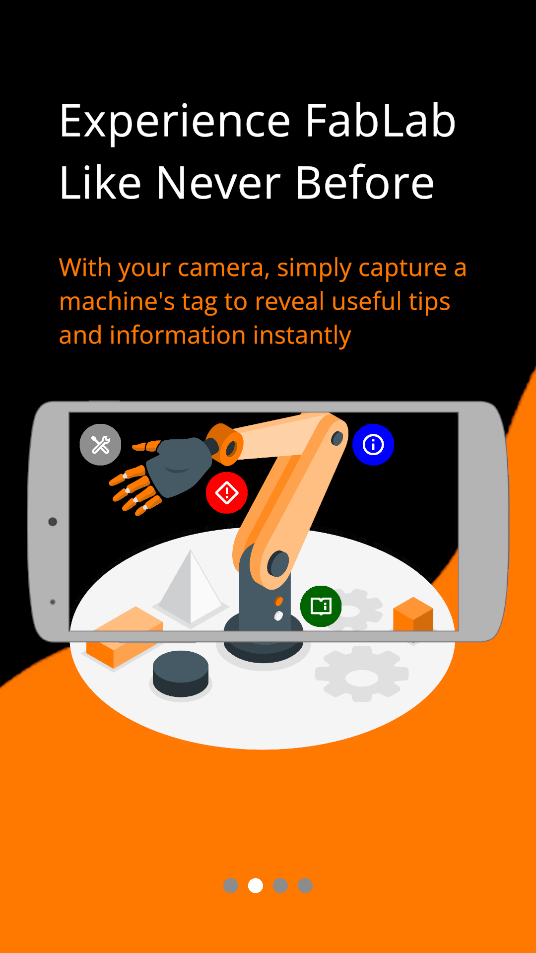 Experience FabLab
Like Never Before
With your camera, simply capture a
machine's tag to reveal useful tips
and information instantly